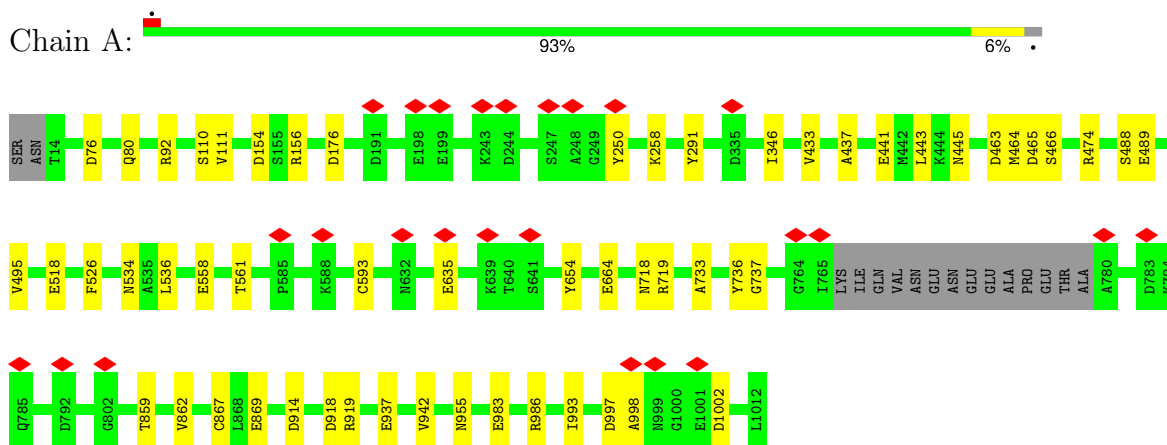 Chain A:
93%
6%
SER ASN T14 D76 Q80 R92 S110 V111 D154 S155 R156 D176 D191 E198 E199 K243 D244 S247 A248 G249 Y250 K258 Y291 D335 I346 V433 A437 E441 M442 L443 K444 N445 D463 M464 D465 S466 R474 S488 E489
V495 E518 F526 N534 A535 L536 E558 T561 P585 K588 C593 N632 E635 K639 T640 S641 Y654 E664 N718 R719 A733 Y736 G737 G764 I765 LYS ILE GLN VAL ASN GLU ASN GLU GLU ALA PRO GLU THR ALA A780 D783 K784
Q785 D792 G802 T859 V862 C867 L868 E869 D914 D918 R919 E937 V942 N955 E983 R986 I993 D997 A998 N999 G1000 E1001 D1002 L1012